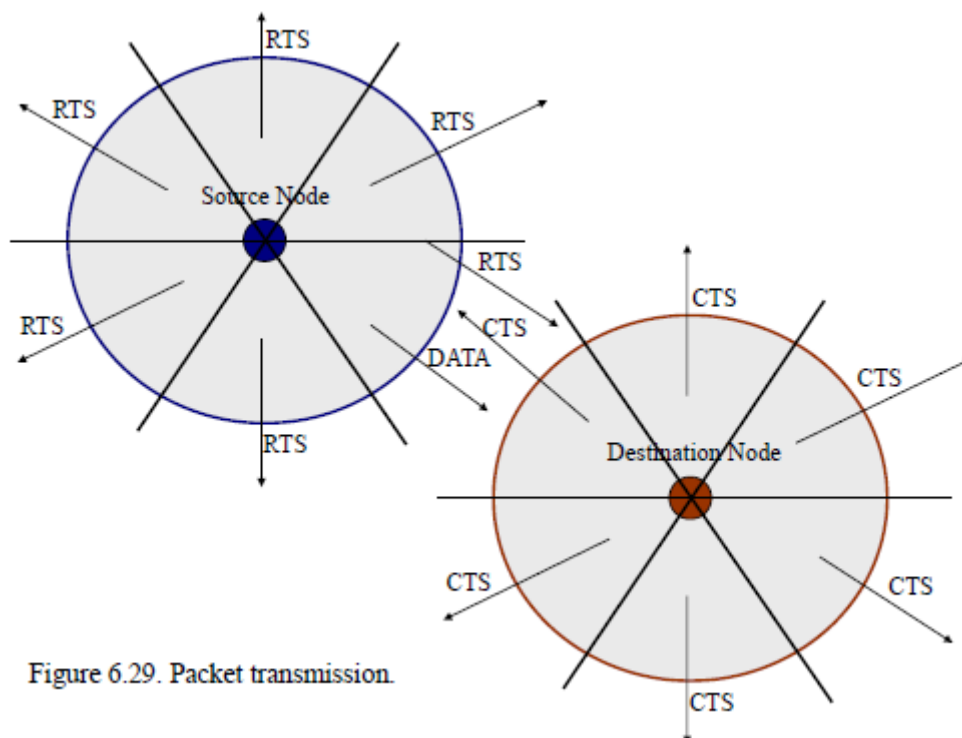 RTS
RTS
RTS
Source Node
RTS
CTS
RTS
CTS
DATA
CTS
RTS
Destination Node
CTS
CTS
Figure 6.29. Packet transmission.
CTS